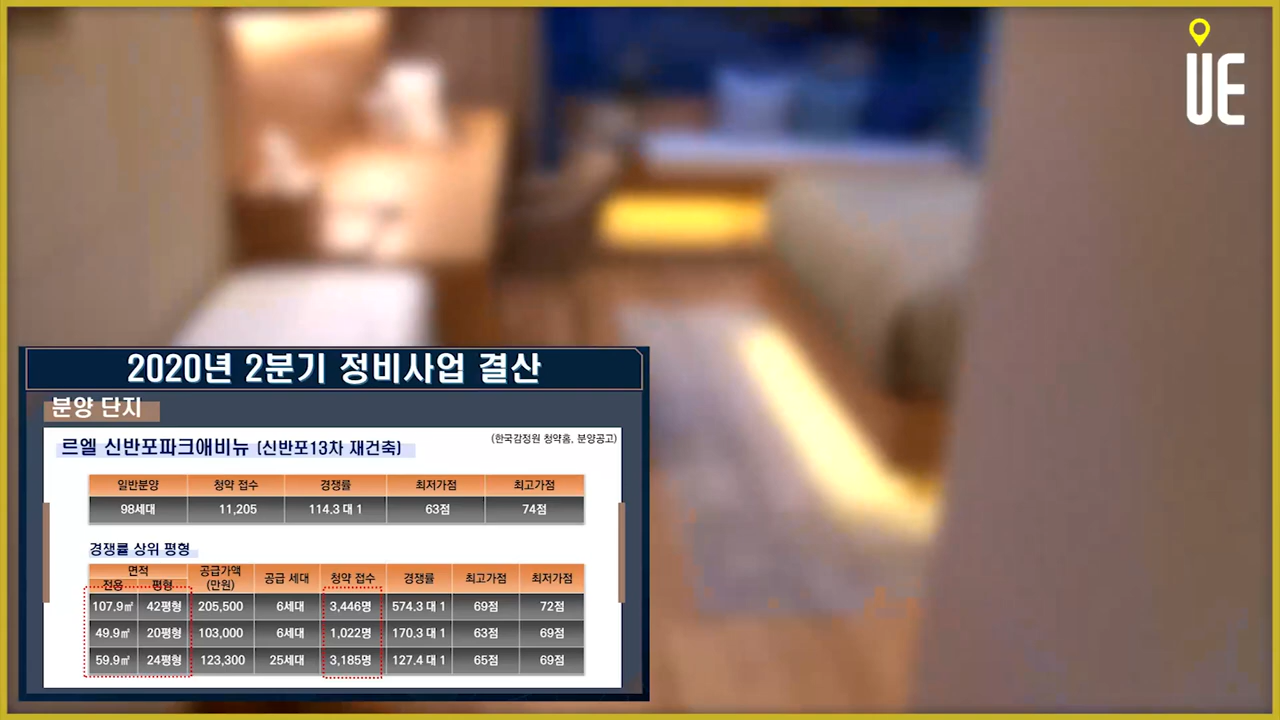 UE
2020년 2분기 정비사업 결산
분양 단지
르엘 신반포파크애비뉴 (신반포13차 재건축)
(한국감정원 청약홈, 분양공고)
일반분양 청약 접수 경쟁률 최저가점 최고가점
98세대 11,205 114.3 대 1 63점 74점
경쟁률 상위 평형
면적 공급가액 (만원) 공급 세대 청약 접수 경쟁률 최고가점 최저가점
전용 평형
107.9㎡ 42평형 205,500 6세대 3,446명 574.3 대 1 69점 72점
49.9㎡ 20평형 103,000 6세대 1,022명 170.3 대 1 63점 69점
59.9㎡ 24평형 123,300 25세대 3,185명 127.4 대 1 65점 69점